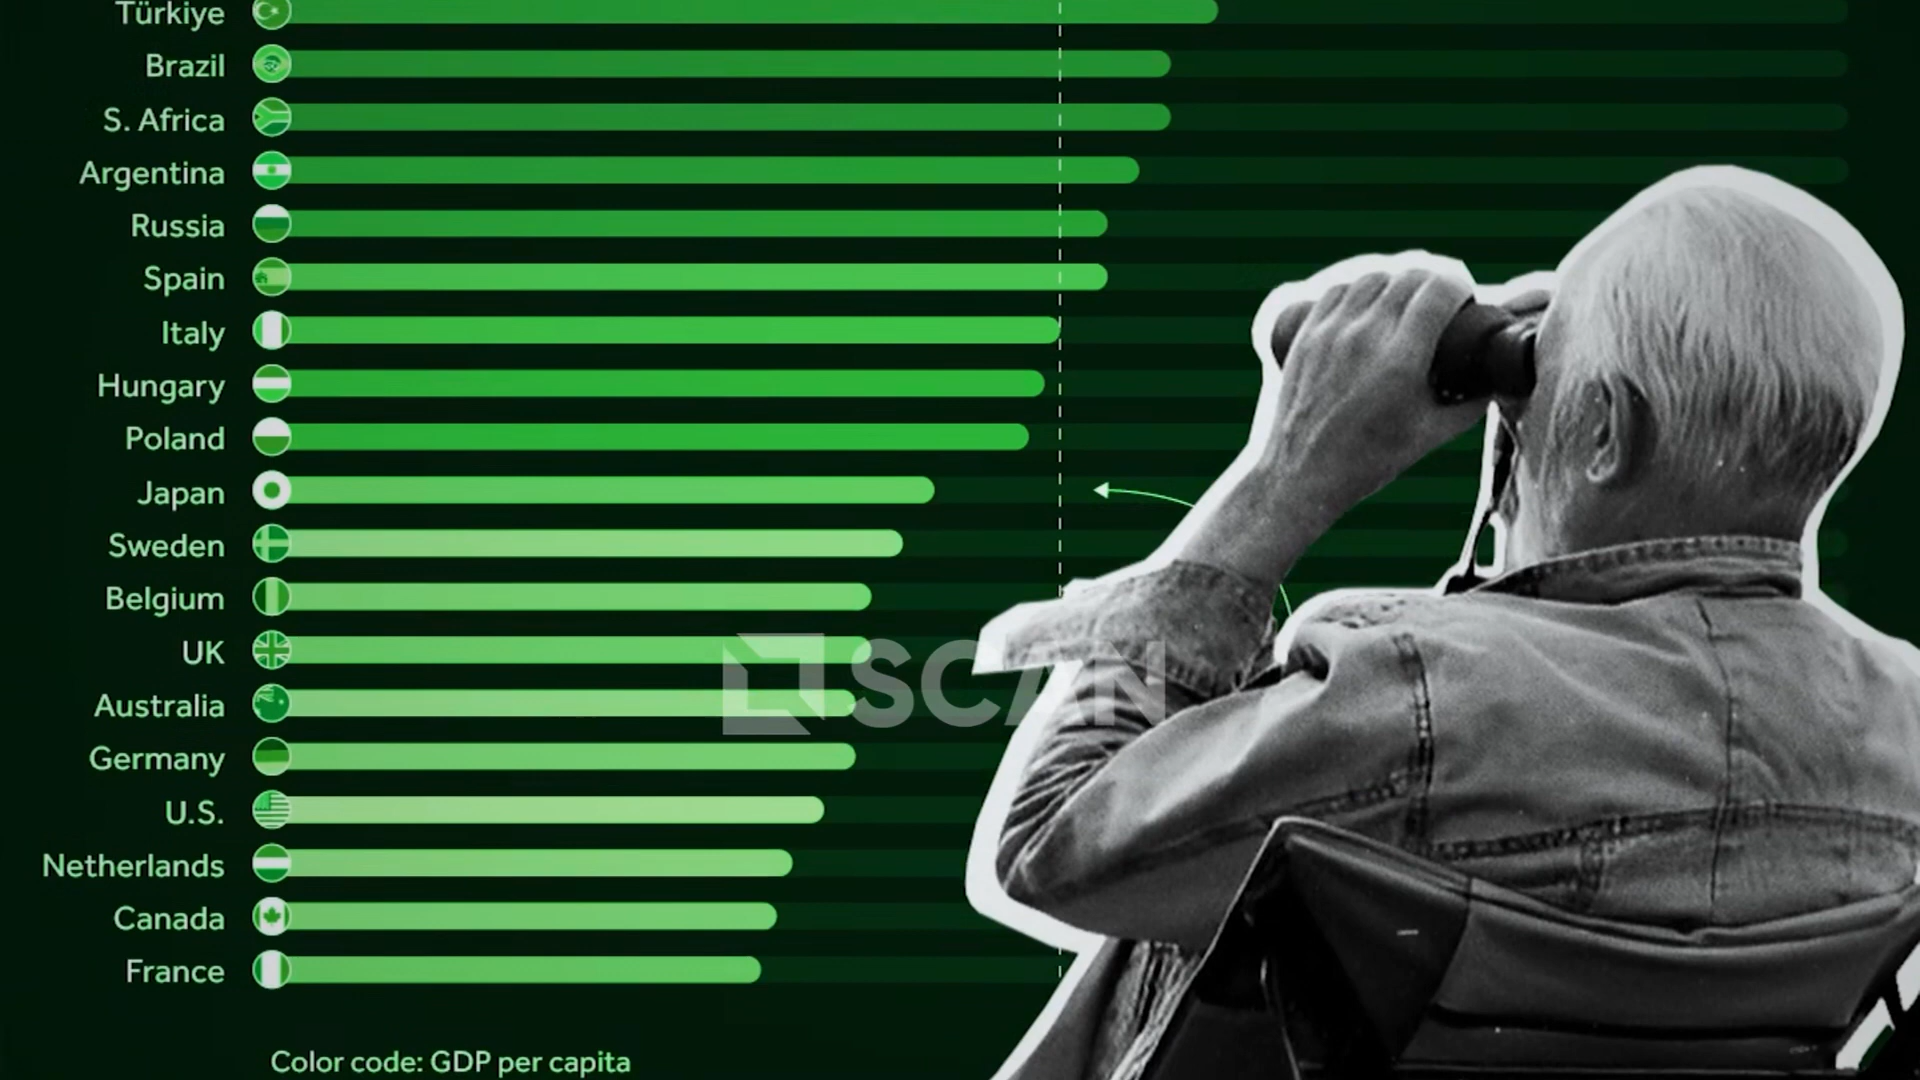 Türkiye
Brazil
S. Africa
Argentina
Russia
Spain
Italy
Hungary
Poland
Japan
Sweden
Belgium
UK
Australia
Germany
U.S.
Netherlands
Canada
France
SCAN
Color code: GDP per capita